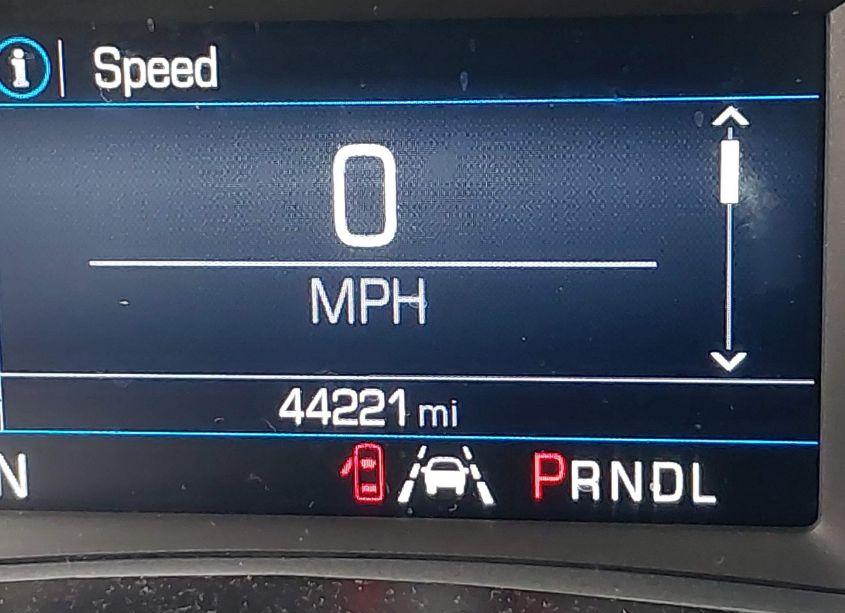 i Speed
0
MPH
44221 mi
N PRNDL